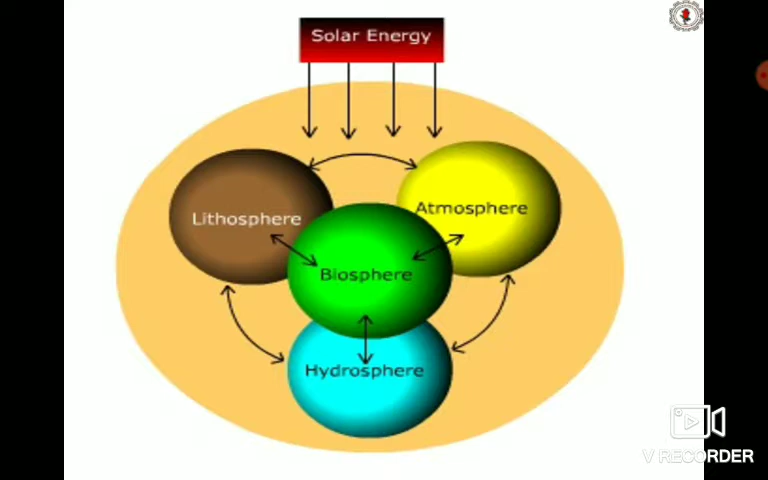 Solar Energy
Lithosphere
Atmosphere
Biosphere
Hydrosphere
V RECORDER